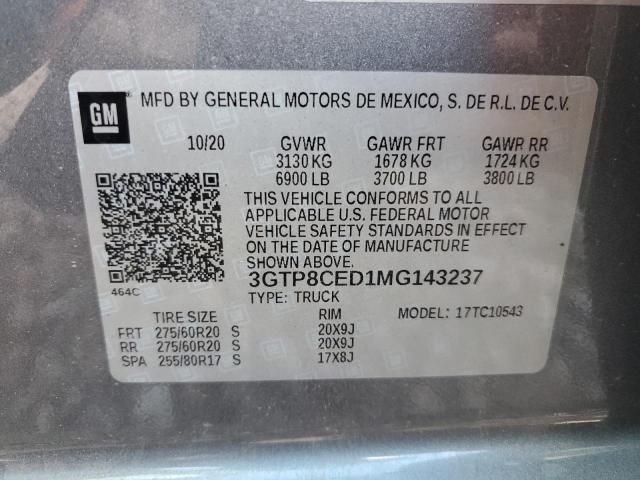 GM
MFD BY GENERAL MOTORS DE MEXICO, S. DE R.L. DE C.V.
10/20 GVWR GAWR FRT GAWR RR
3130 KG 1678 KG 1724 KG
6900 LB 3700 LB 3800 LB
THIS VEHICLE CONFORMS TO ALL
APPLICABLE U.S. FEDERAL MOTOR
VEHICLE SAFETY STANDARDS IN EFFECT
ON THE DATE OF MANUFACTURE
SHOWN ABOVE.
464C
3GTP8CED1MG143237
TYPE: TRUCK MODEL: 17TC10543
TIRE SIZE RIM
FRT 275/60R20 S 20X9J
RR 275/60R20 S 20X9J
SPA 255/80R17 S 17X8J